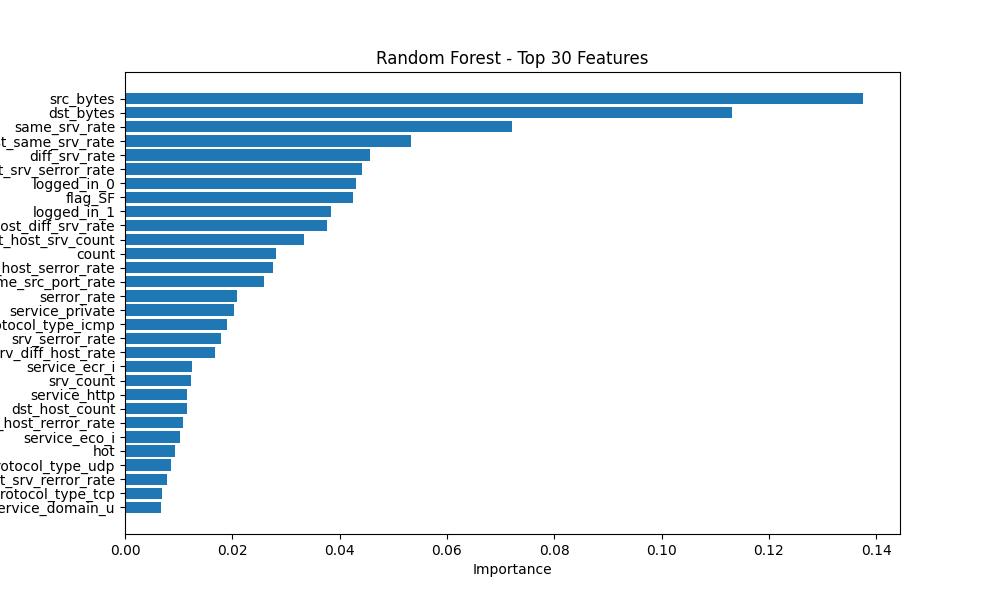 Random Forest - Top 30 Features
src_bytes
dst_bytes
same_srv_rate
t_same_srv_rate
diff_srv_rate
t_srv_serror_rate
logged_in_0
flag_SF
logged_in_1
ost_diff_srv_rate
t_host_srv_count
count
_host_serror_rate
me_src_port_rate
serror_rate
service_private
otocol_type_icmp
srv_serror_rate
rv_diff_host_rate
service_ecr_i
srv_count
service_http
dst_host_count
_host_rerror_rate
service_eco_i
hot
rotocol_type_udp
t_srv_rerror_rate
rotocol_type_tcp
ervice_domain_u
0.00 0.02 0.04 0.06 0.08 0.10 0.12 0.14
Importance